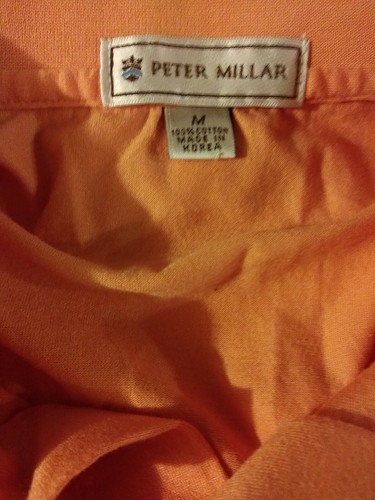 PETER MILLAR
M
100% COTTON
MADE IN
KOREA